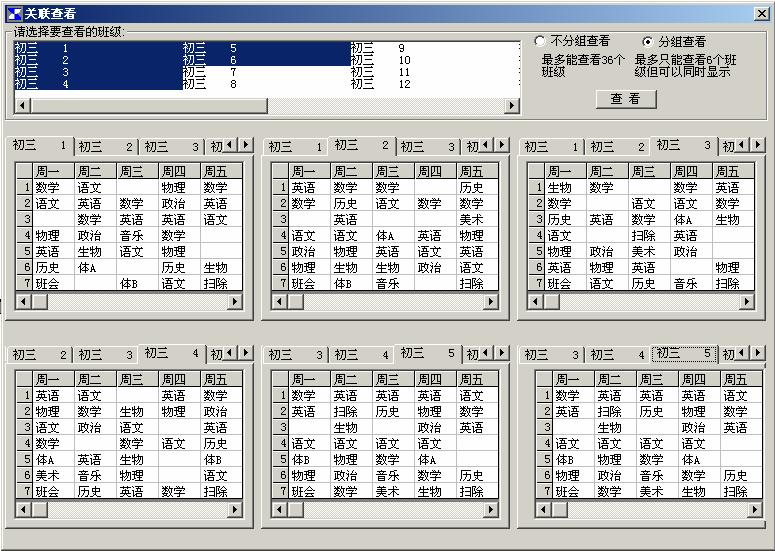 关联查看
请选择要查看的班级:
初三 1 初三 5 初三 9
初三 2 初三 6 初三 10
初三 3 初三 7 初三 11
初三 4 初三 8 初三 12
不分组查看 分组查看
最多能查看36个班级
最多只能查看6个班级但可以同时显示
查 看
初三 1 初三 2 初三 3 初
周一 周二 周三 周四 周五
1 数学 语文 物理 数学
2 语文 英语 数学 政治 英语
3 数学 英语 英语 语文
4 物理 政治 音乐 数学
5 英语 生物 语文 物理
6 历史 体A 历史 生物
7 班会 体B 语文 扫除
初三 1 初三 2 初三 3 初
周一 周二 周三 周四 周五
1 英语 数学 数学 历史
2 数学 历史 语文 数学 数学
3 英语 美术
4 语文 语文 体A 英语 物理
5 政治 物理 英语 语文 英语
6 物理 生物 生物 政治 语文
7 班会 体B 音乐 扫除
初三 1 初三 2 初三 3 初
周一 周二 周三 周四 周五
1 生物 数学 数学 英语
2 数学 语文 语文 数学
3 历史 英语 数学 体A 生物
4 语文 扫除 英语
5 物理 政治 美术 政治
6 英语 物理 英语 物理
7 班会 语文 历史 音乐 扫除
初三 2 初三 3 初三 4 初
周一 周二 周三 周四 周五
1 英语 语文 英语 数学
2 物理 数学 生物 物理 政治
3 语文 政治 语文 英语
4 数学 数学 语文 历史
5 体A 英语 生物 体B
6 美术 音乐 物理 语文
7 班会 历史 英语 数学 扫除
初三 3 初三 4 初三 5 初
周一 周二 周三 周四 周五
1 数学 英语 英语 英语 语文
2 英语 扫除 历史 物理 数学
3 生物 政治 英语
4 语文 语文 语文 语文
5 体B 物理 数学 体A
6 物理 政治 音乐 数学 历史
7 班会 数学 美术 生物 扫除
初三 3 初三 4 初三 5 初
周一 周二 周三 周四 周五
1 数学 英语 英语 英语 语文
2 英语 扫除 历史 物理 数学
3 生物 政治 英语
4 语文 语文 语文 语文
5 体B 物理 数学 体A
6 物理 政治 音乐 数学 历史
7 班会 数学 美术 生物 扫除